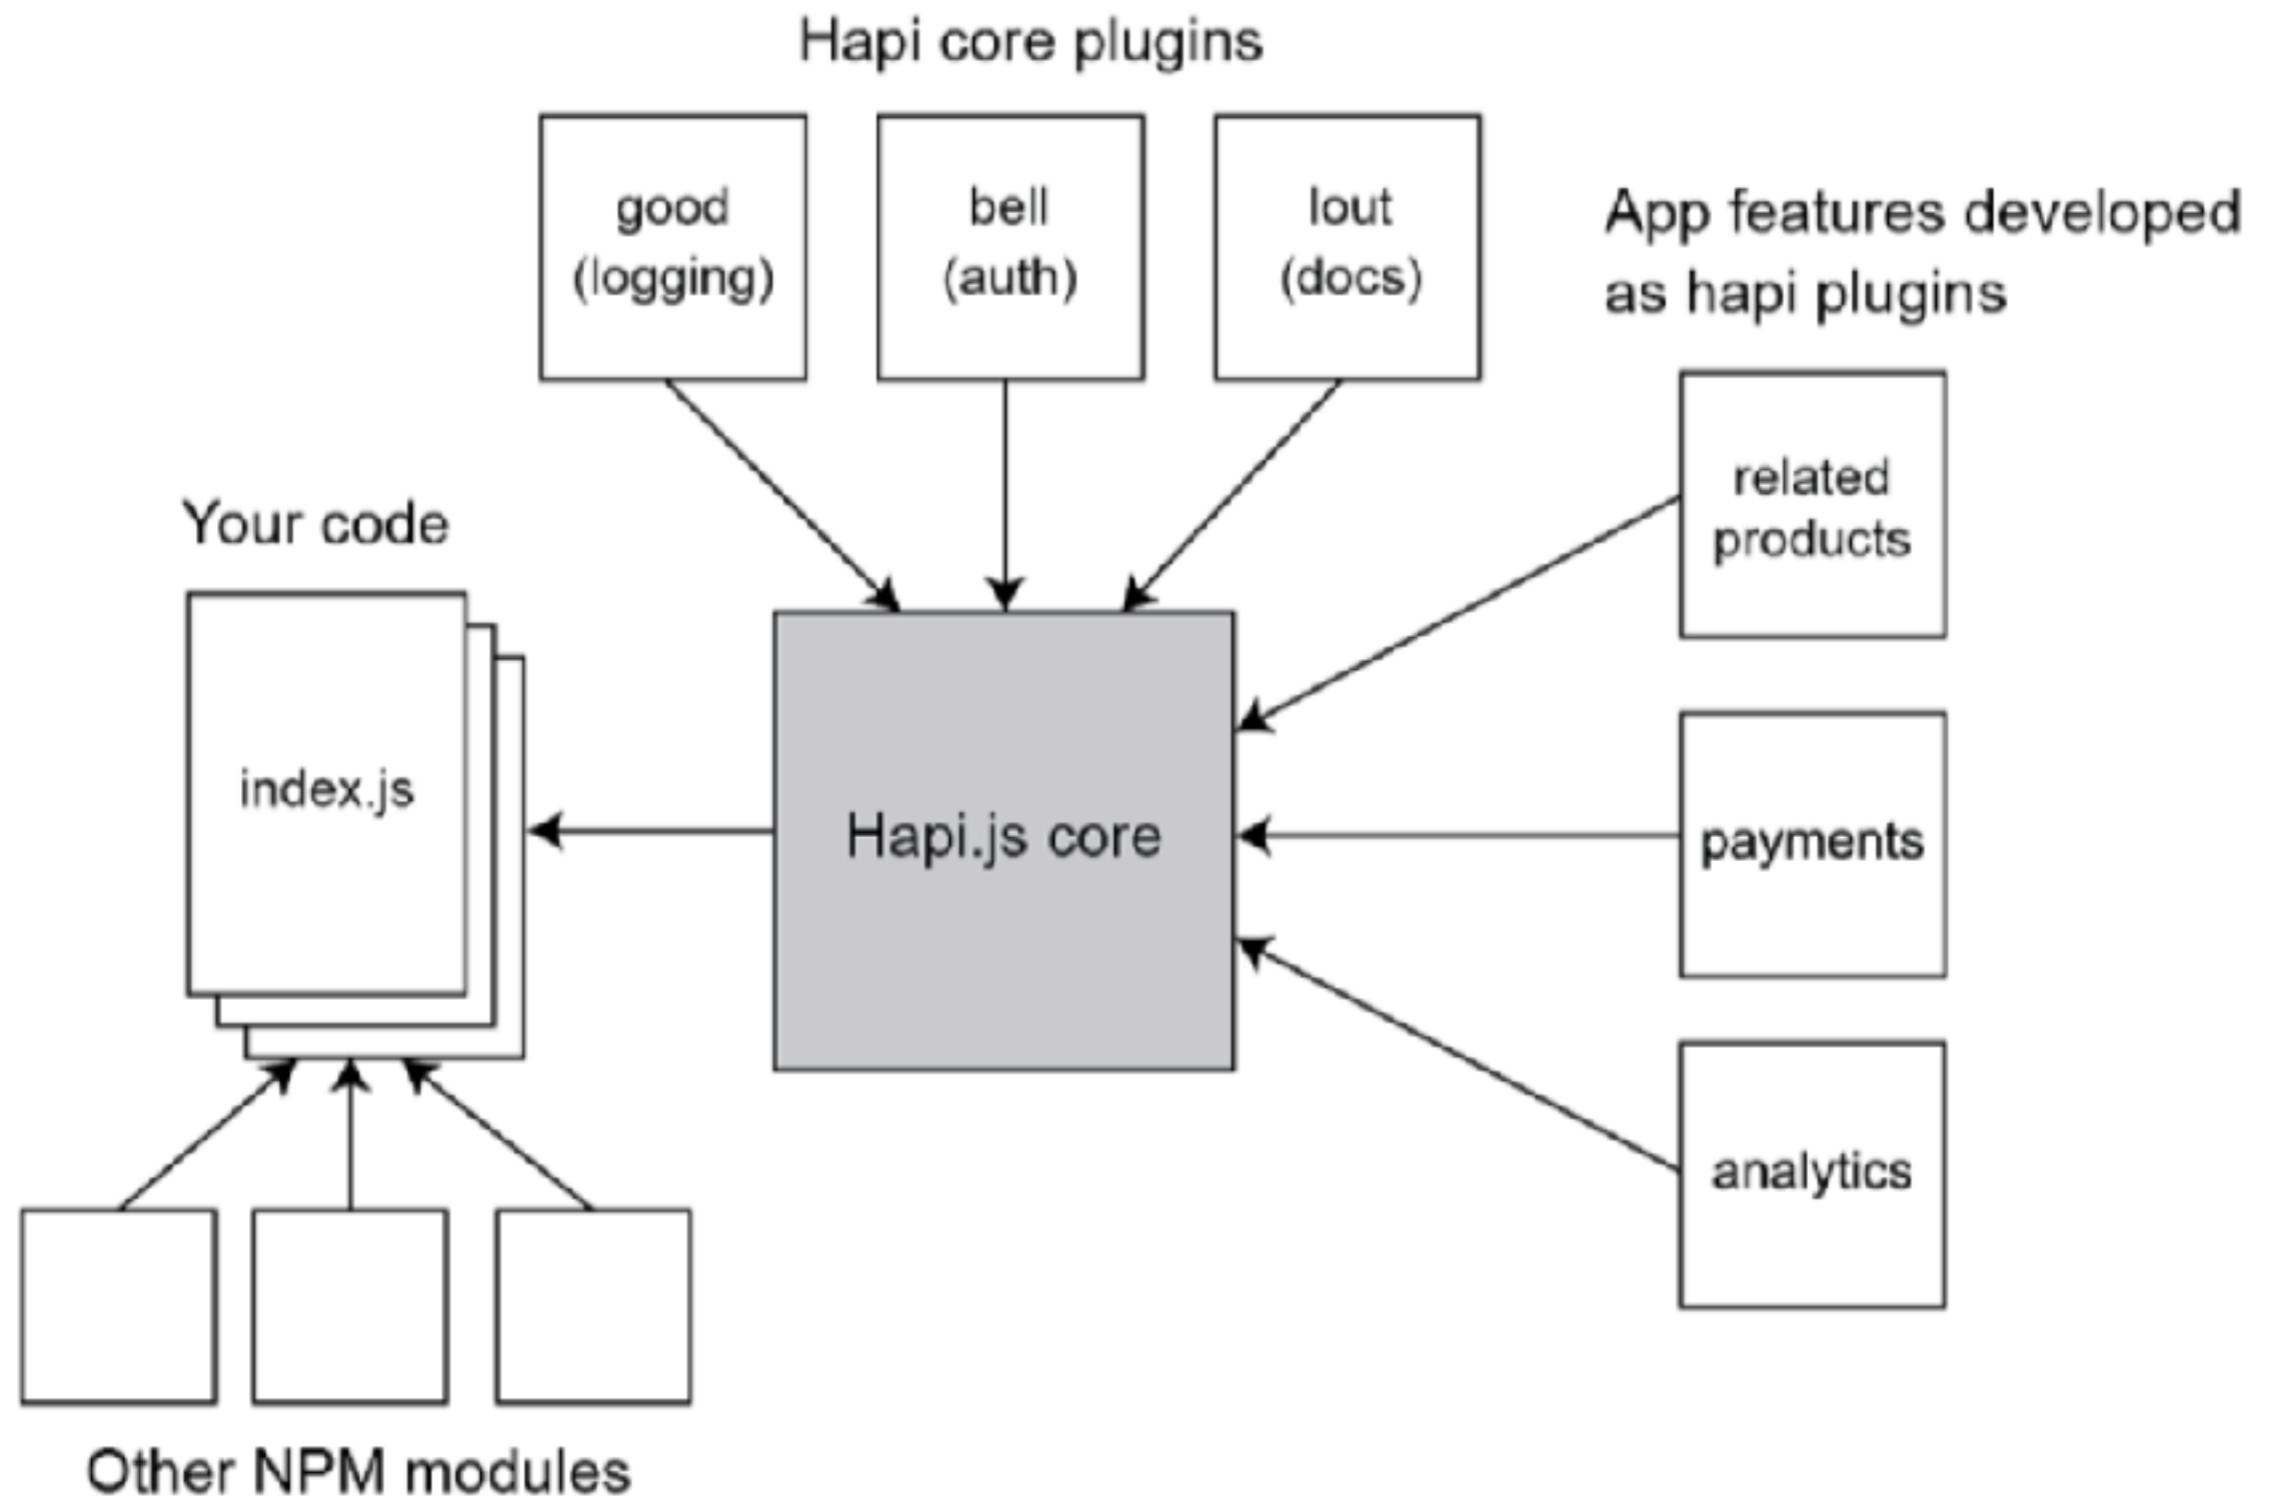 Hapi core plugins
good
(logging)
bell
(auth)
lout
(docs)
App features developed
as hapi plugins
related
products
payments
analytics
Your code
index.js
Hapi.js core
Other NPM modules